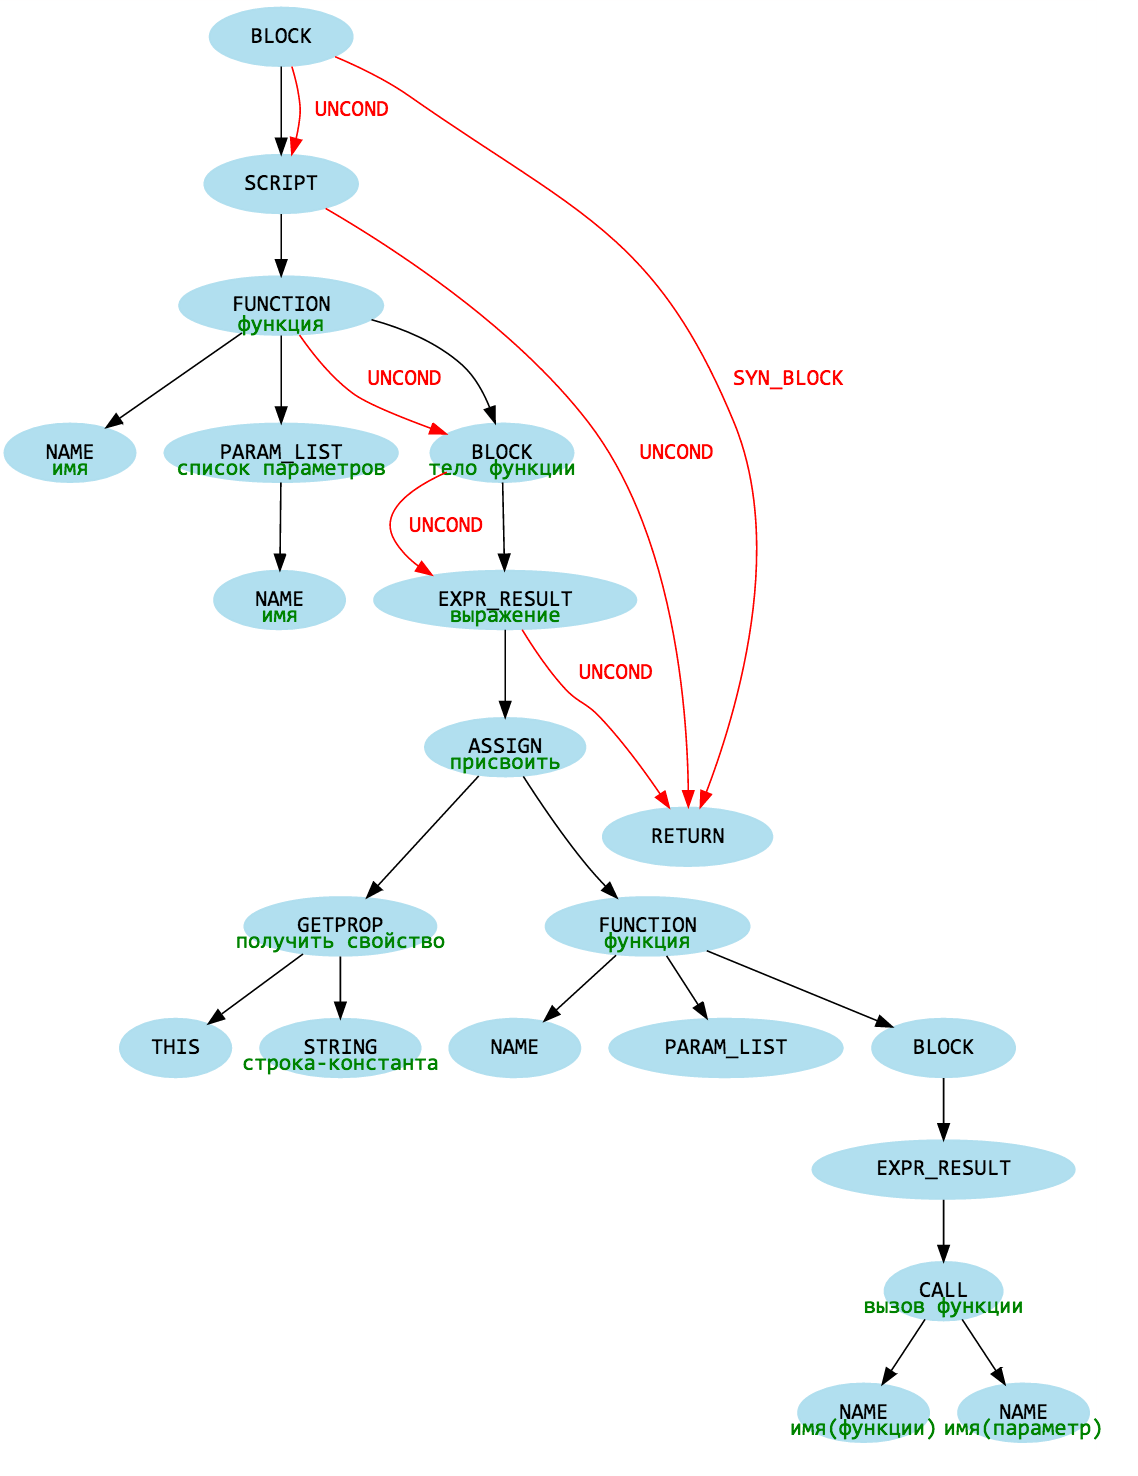 BLOCK
UNCOND
SCRIPT
FUNCTION
функция
UNCOND
SYN_BLOCK
NAME
имя
PARAM_LIST
список параметров
BLOCK
тело функции
UNCOND
UNCOND
NAME
имя
EXPR_RESULT
выражение
UNCOND
ASSIGN
присвоить
RETURN
GETPROP
получить свойство
FUNCTION
функция
THIS
STRING
строка-константа
NAME
PARAM_LIST
BLOCK
EXPR_RESULT
CALL
вызов функции
NAME
имя(функции)
NAME
имя(параметр)